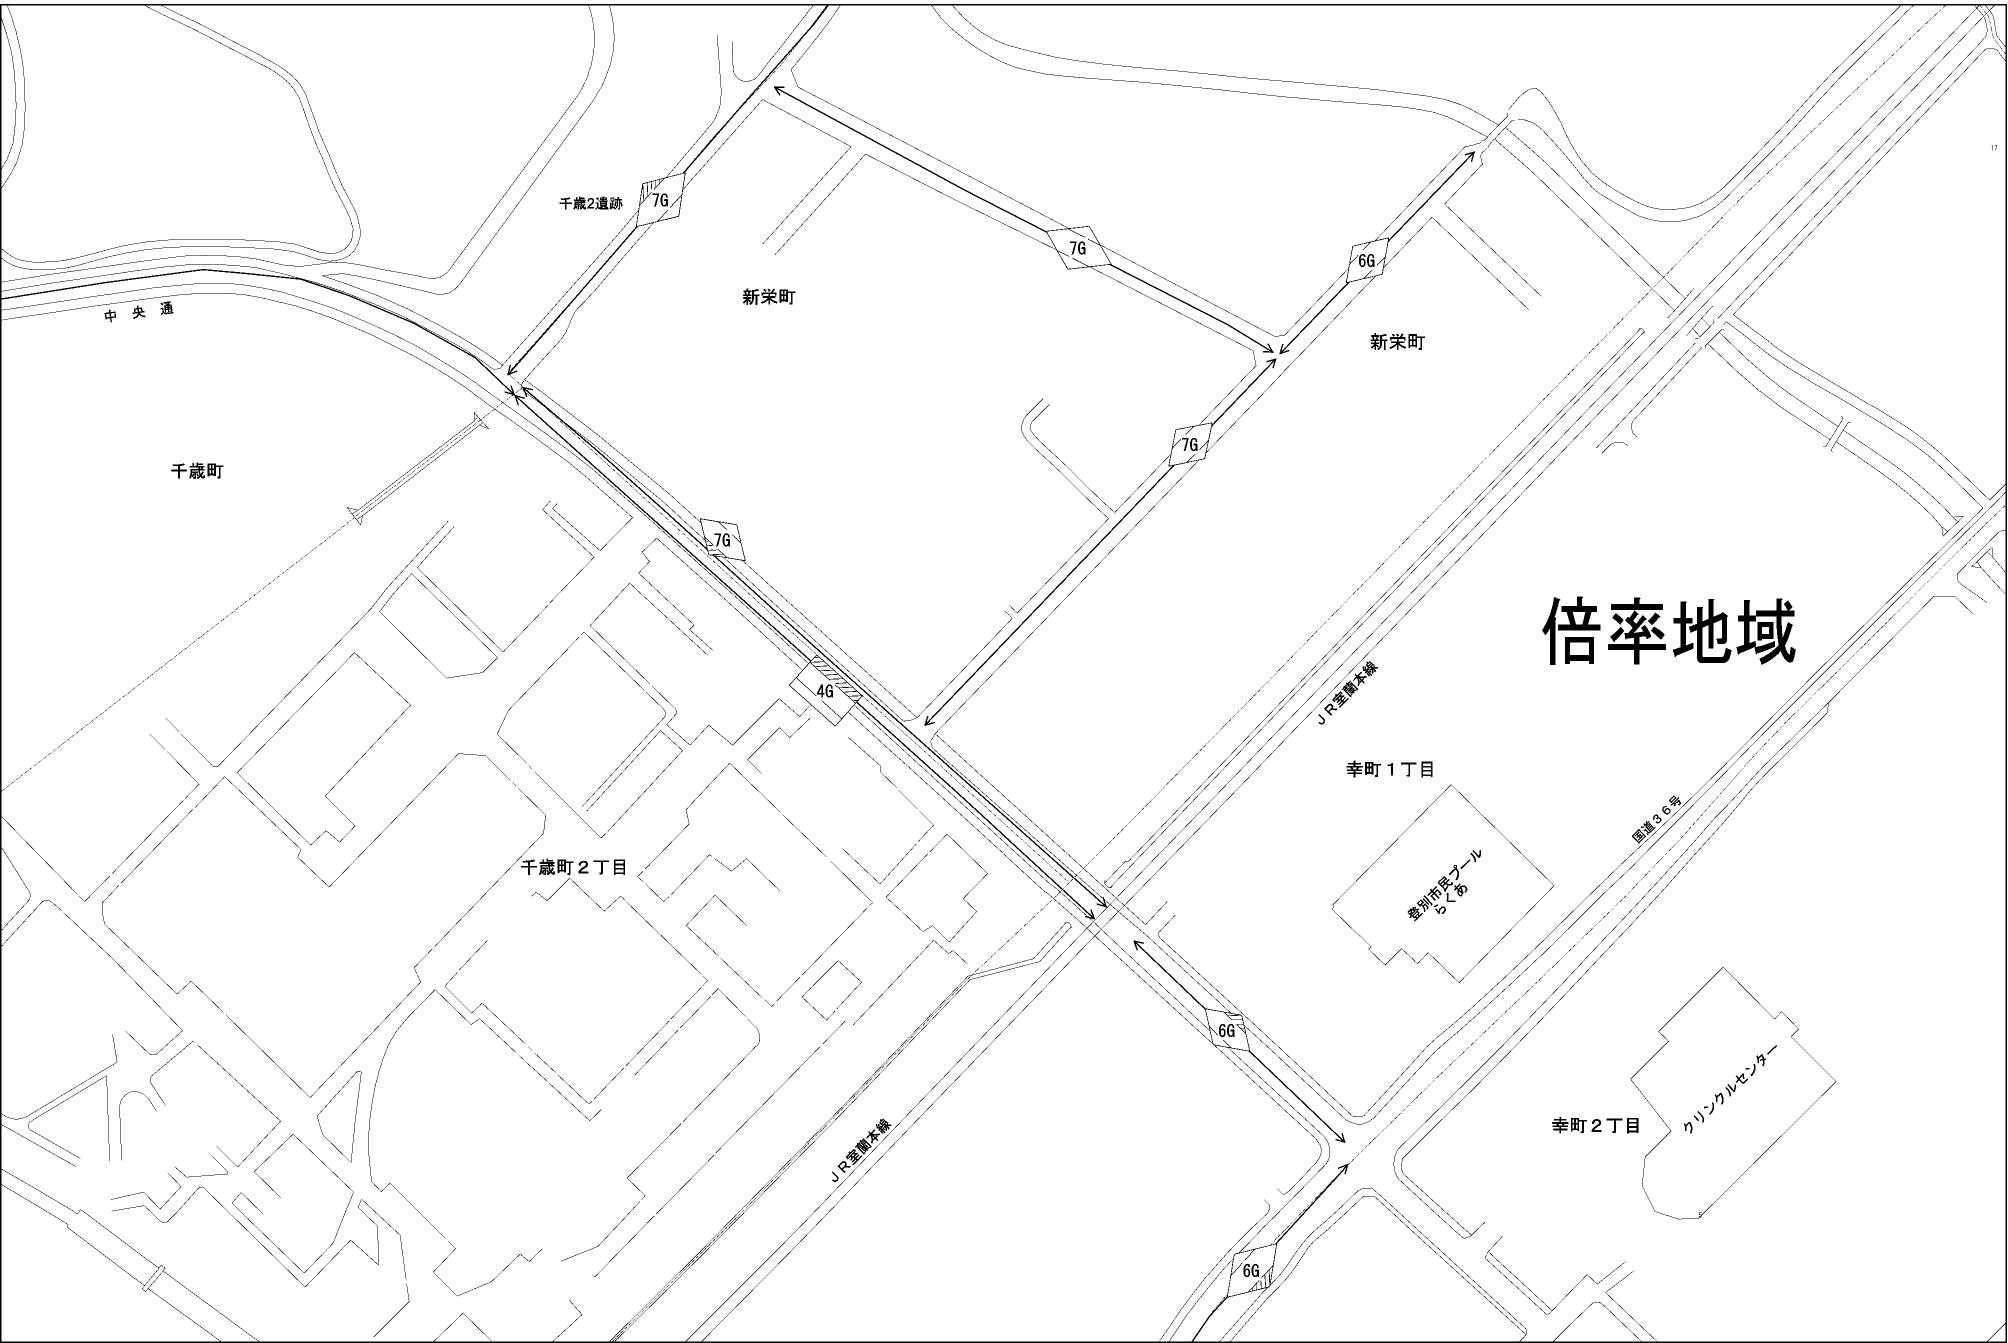 17
千歳2遺跡
7G
7G
6G
新栄町
中央通
新栄町
7G
千歳町
7G
倍率地域
4G
JR室蘭本線
幸町1丁目
国道36号
千歳町2丁目
登別市民プール
らくあ
6G
クリンクルセンター
幸町2丁目
JR室蘭本線
6G